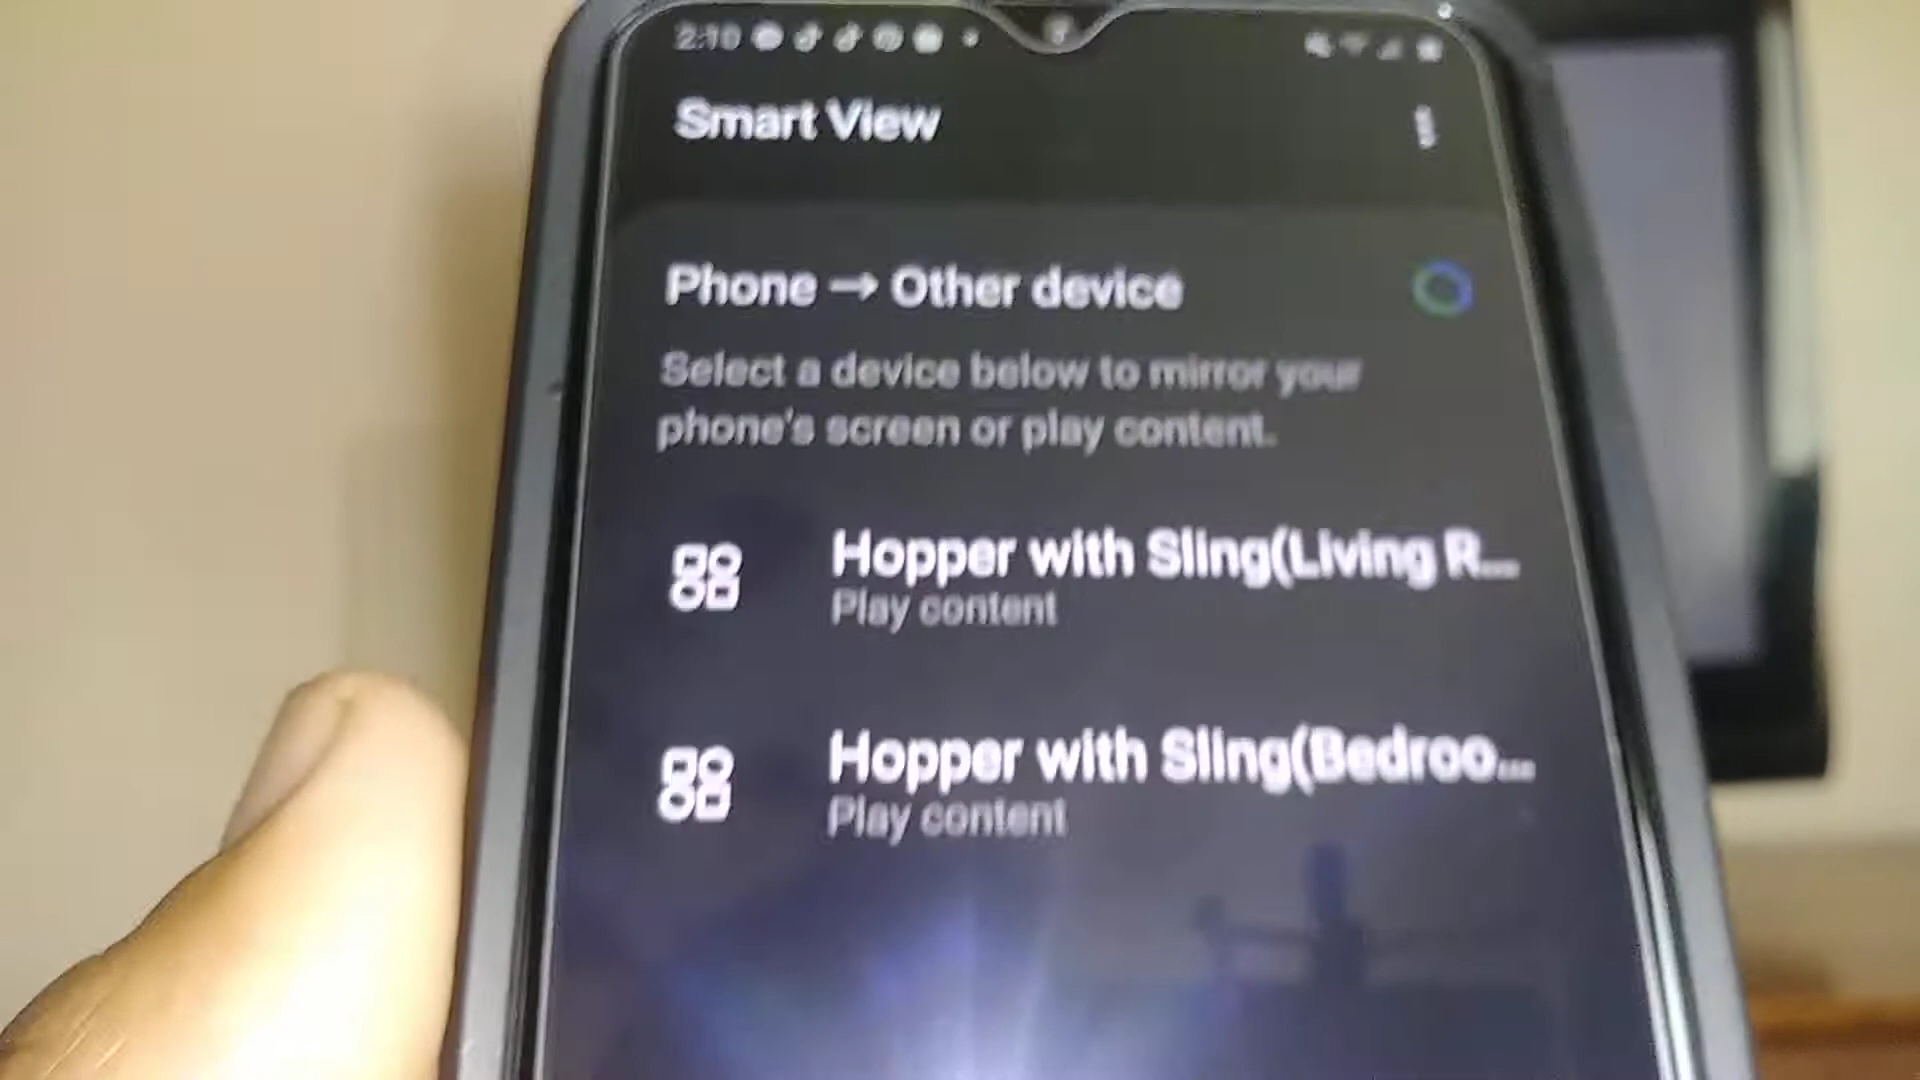 2:10
Smart View
Phone → Other device
Select a device below to mirror your
phone's screen or play content.
Hopper with Sling(Living R...
Play content
Hopper with Sling(Bedroo...
Play content